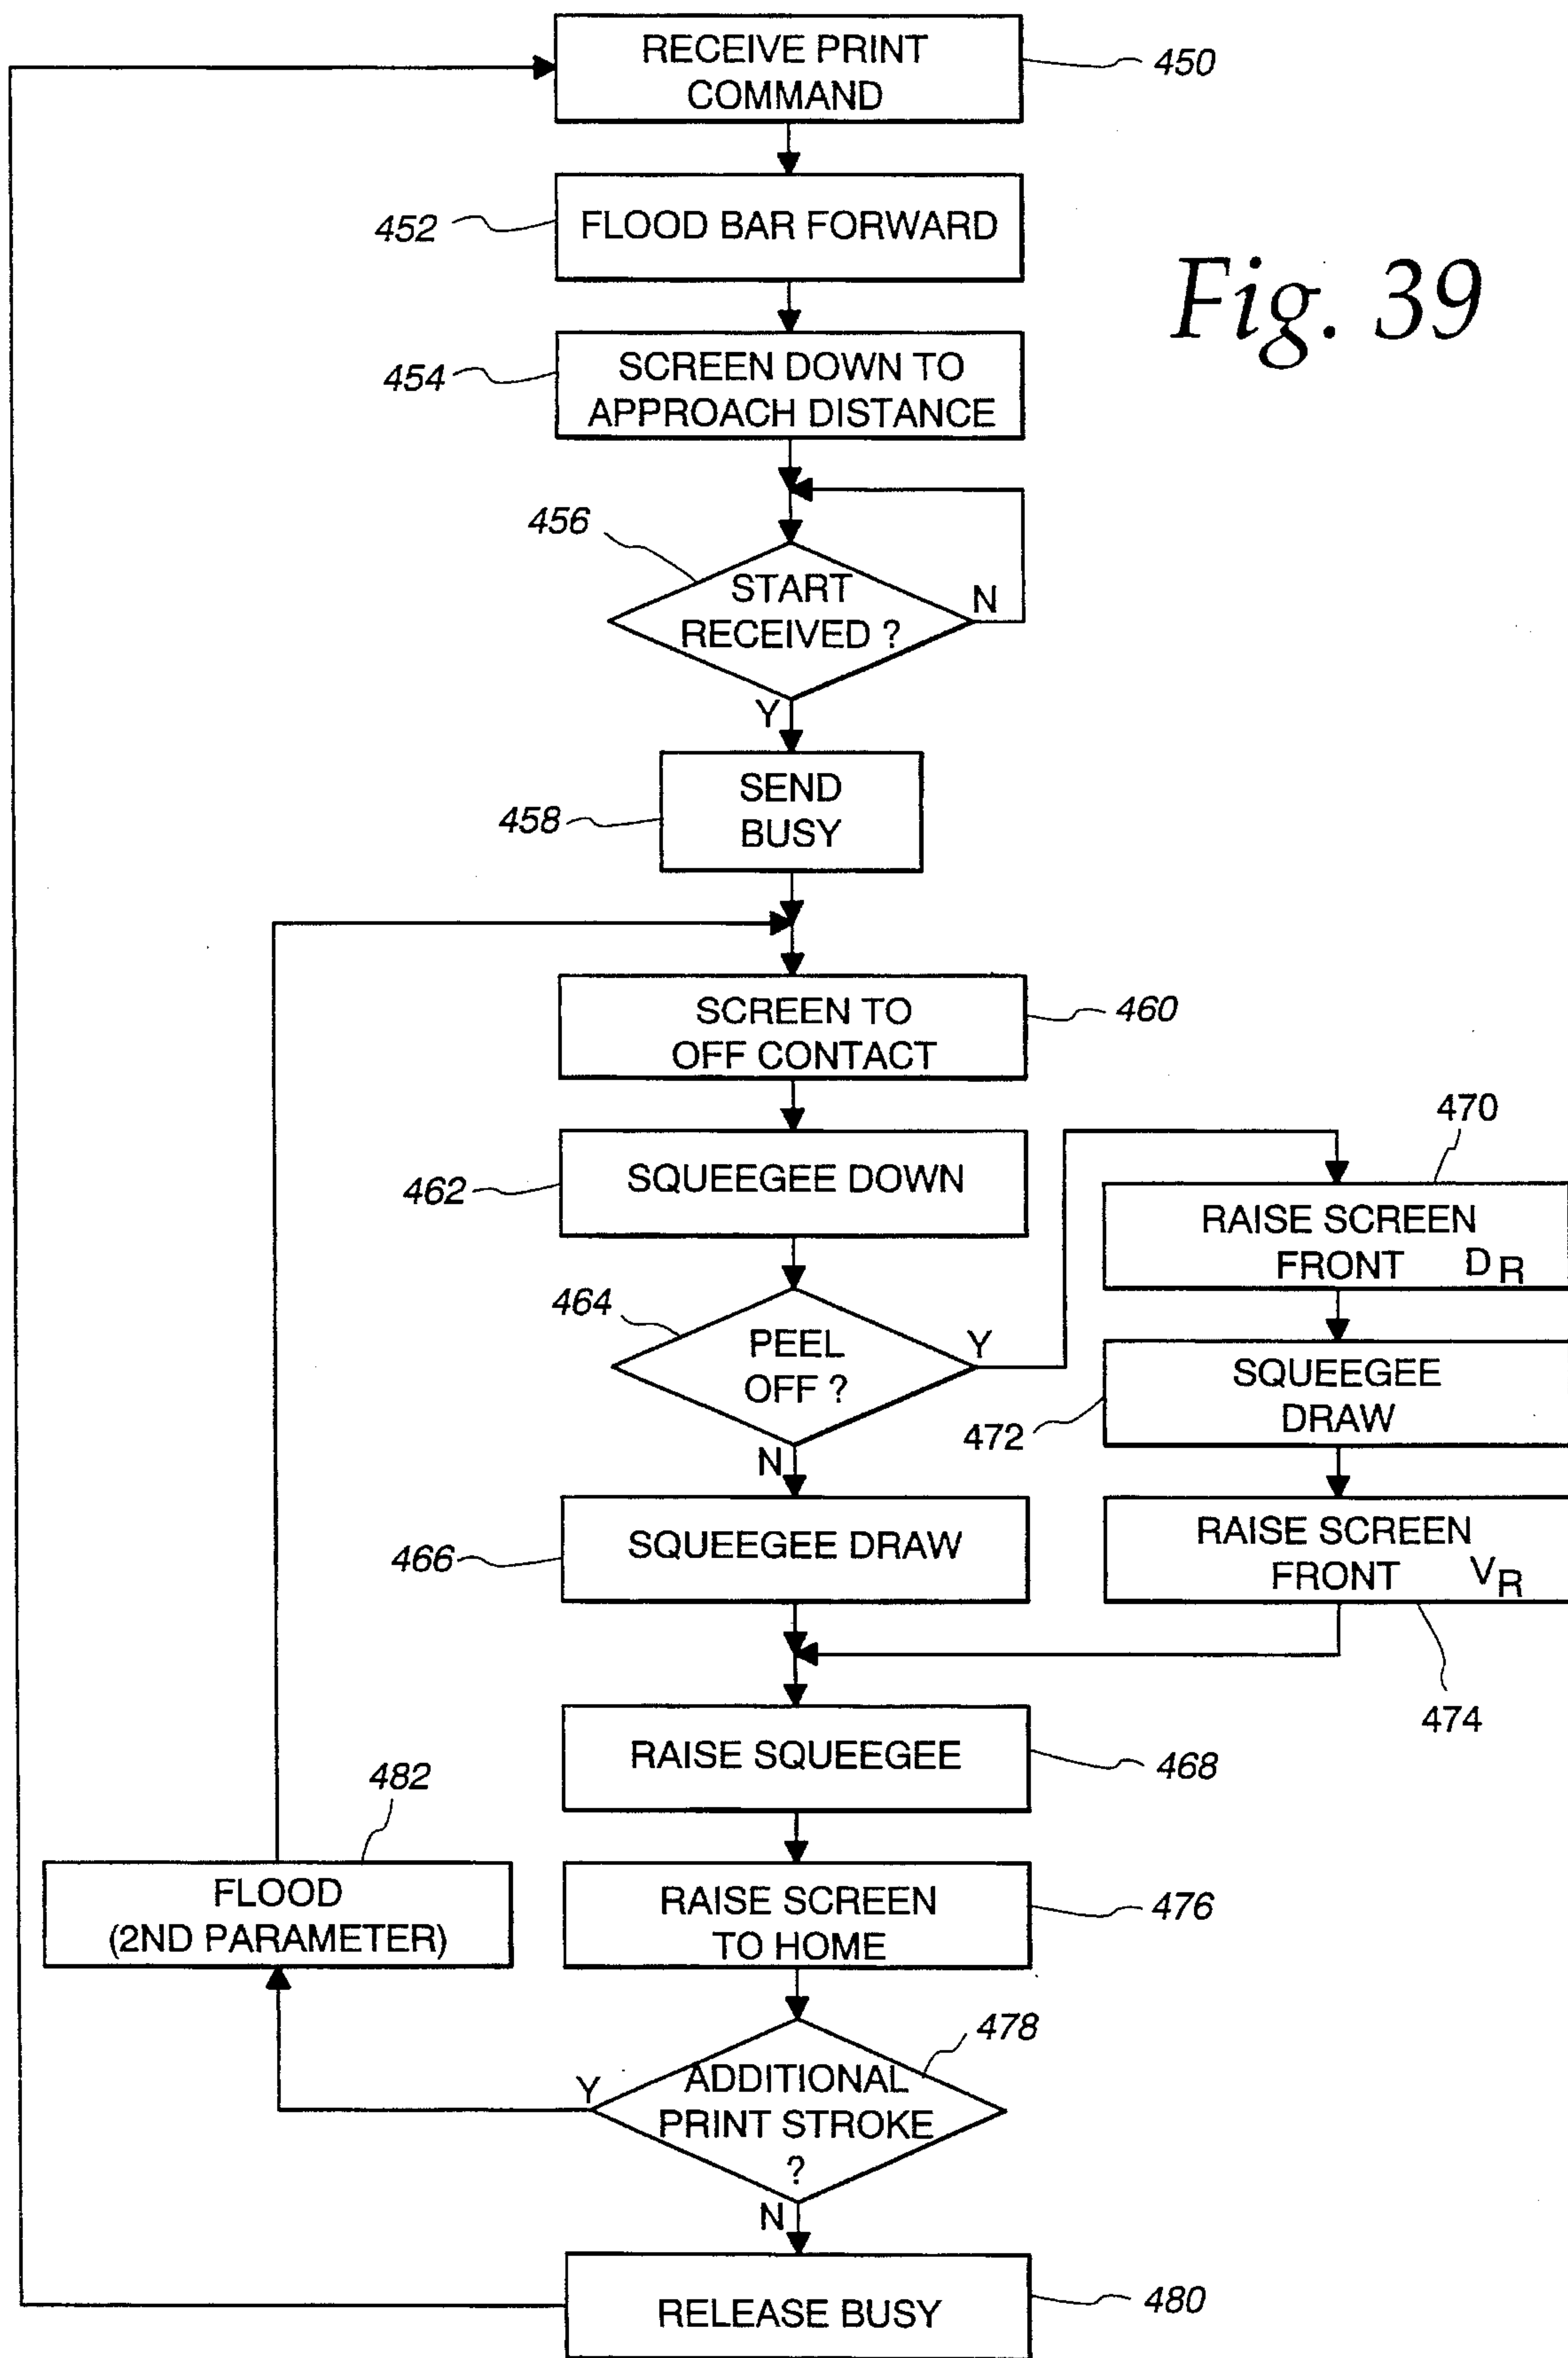 RECEIVE PRINT
COMMAND
450
452
FLOOD BAR FORWARD
Fig. 39
454
SCREEN DOWN TO
APPROACH DISTANCE
456
START
RECEIVED ?
N
Y
458
SEND
BUSY
SCREEN TO
OFF CONTACT
460
462
SQUEEGEE DOWN
470
RAISE SCREEN
FRONT DR
464
PEEL
OFF ?
Y
N
472
SQUEEGEE
DRAW
466
SQUEEGEE DRAW
RAISE SCREEN
FRONT VR
474
RAISE SQUEEGEE
468
482
FLOOD
(2ND PARAMETER)
RAISE SCREEN
TO HOME
476
478
ADDITIONAL
PRINT STROKE
?
Y
N
RELEASE BUSY
480